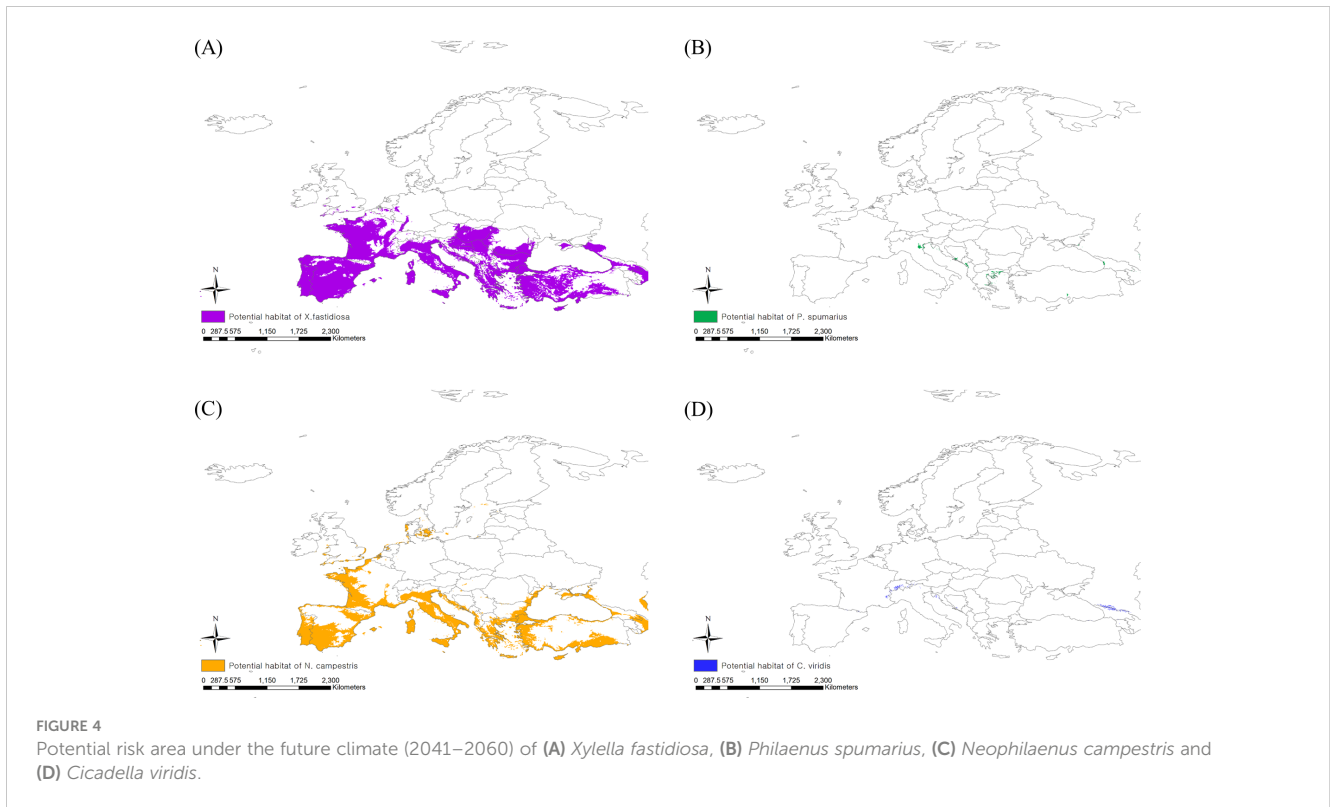 (A)
N
Potential habitat of X.fastidiosa
0 287.5 575 1,150 1,725 2,300
Kilometers
(B)
N
Potential habitat of P. spumarius
0 287.5 575 1,150 1,725 2,300
Kilometers
(C)
N
Potential habitat of N. campestris
0 287.5 575 1,150 1,725 2,300
Kilometers
(D)
N
Potential habitat of C. viridis
0 287.5 575 1,150 1,725 2,300
Kilometers
FIGURE 4
Potential risk area under the future climate (2041–2060) of (A) Xylella fastidiosa, (B) Philaenus spumarius, (C) Neophilaenus campestris and
(D) Cicadella viridis.